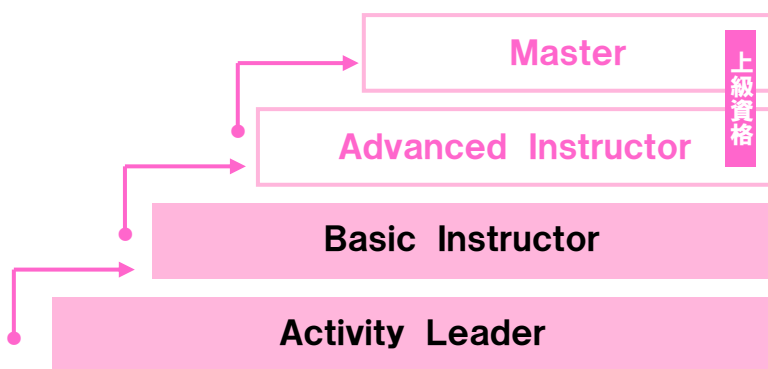 Master
上級資格
Advanced Instructor
Basic Instructor
Activity Leader